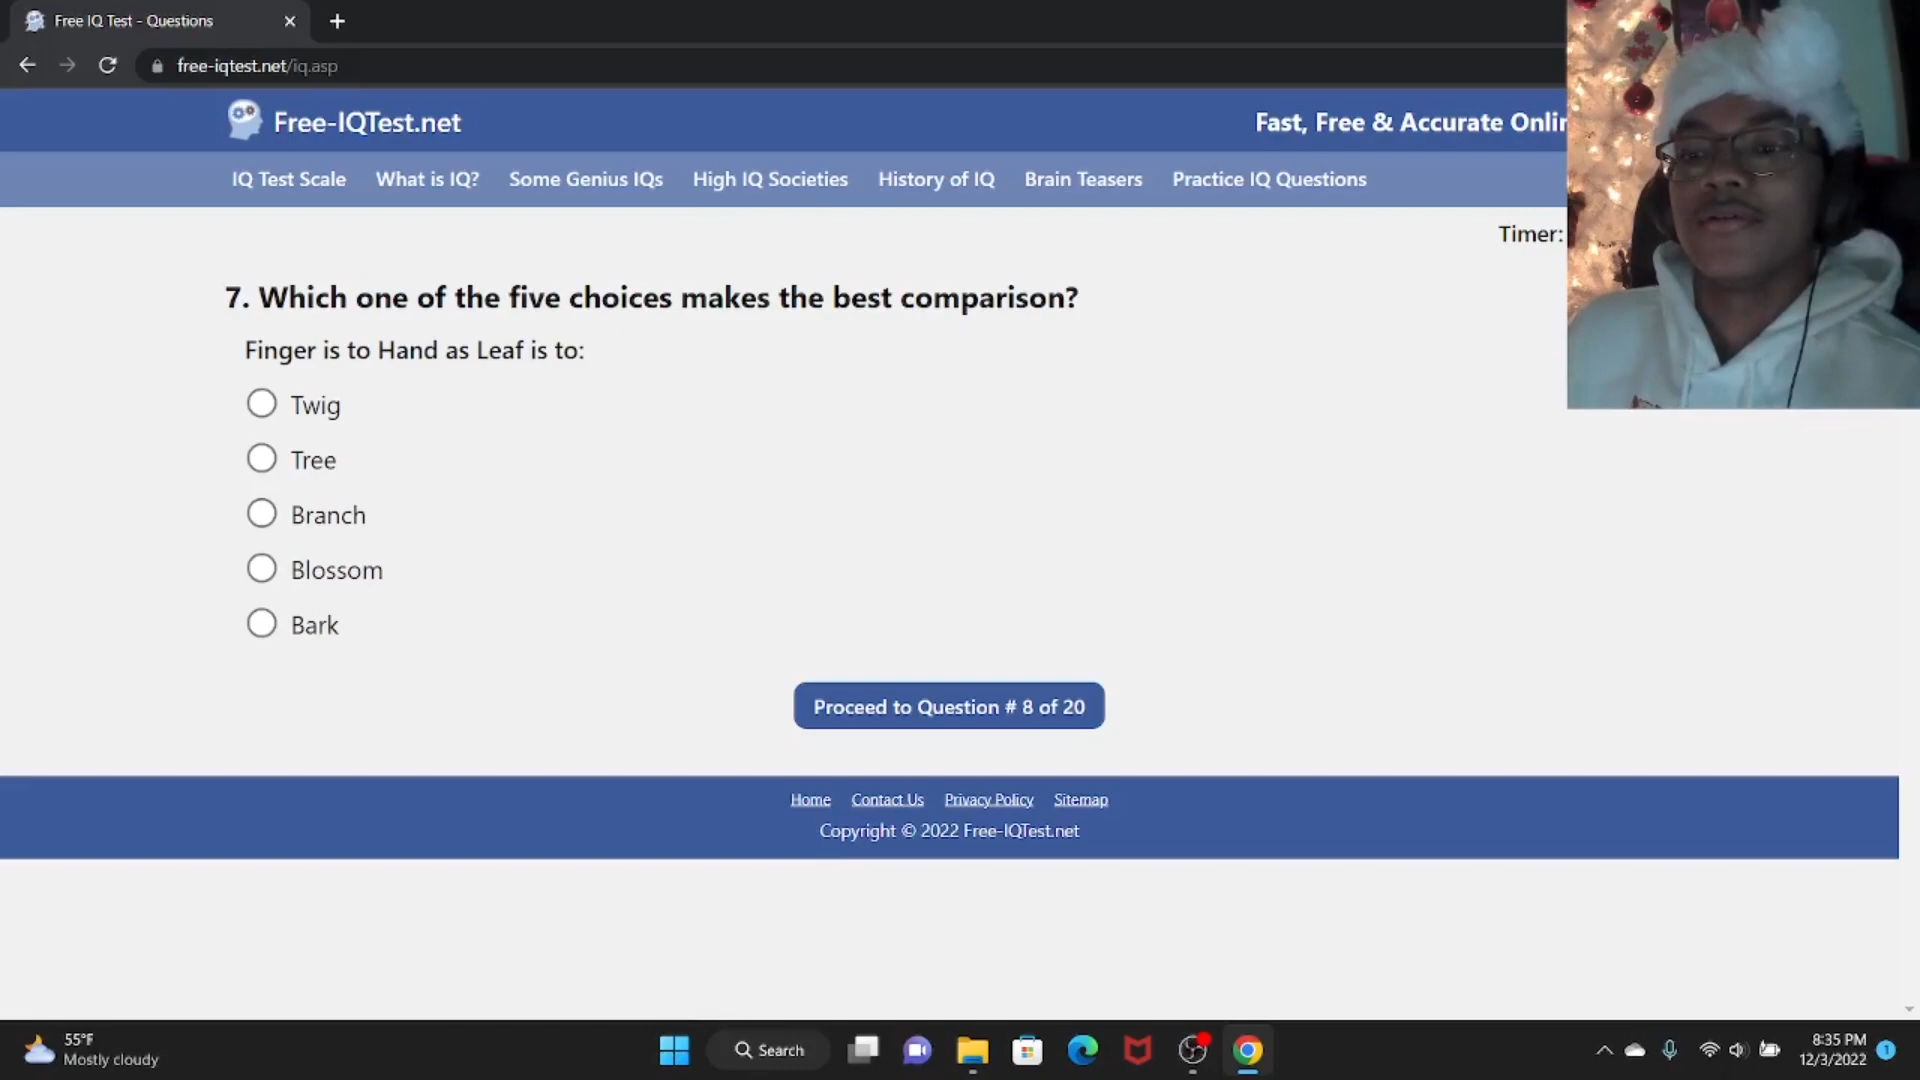 Free IQ Test - Questions
free-iqtest.net/iq.asp
Free-IQTest.net
Fast, Free & Accurate
IQ Test Scale
What is IQ?
Some Genius IQs
High IQ Societies
History of IQ
Brain Teasers
Practice IQ Questions
Timer:
7. Which one of the five choices makes the best comparison?
Finger is to Hand as Leaf is to:
Twig
Tree
Branch
Blossom
Bark
Proceed to Question # 8 of 20
Home Contact Us Privacy Policy Sitemap
Copyright © 2022 Free-IQTest.net
55°F
Mostly cloudy
Search
8:35 PM
12/3/2022
1